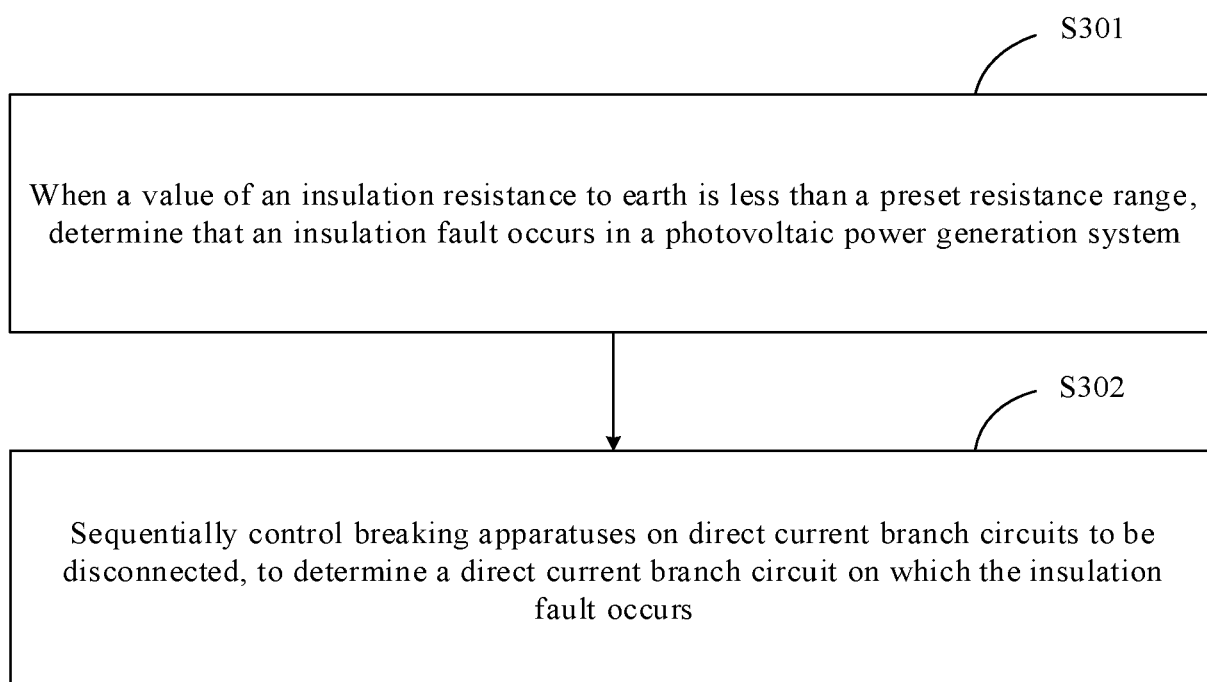 S301
When a value of an insulation resistance to earth is less than a preset resistance range,
determine that an insulation fault occurs in a photovoltaic power generation system
S302
Sequentially control breaking apparatuses on direct current branch circuits to be
disconnected, to determine a direct current branch circuit on which the insulation
fault occurs